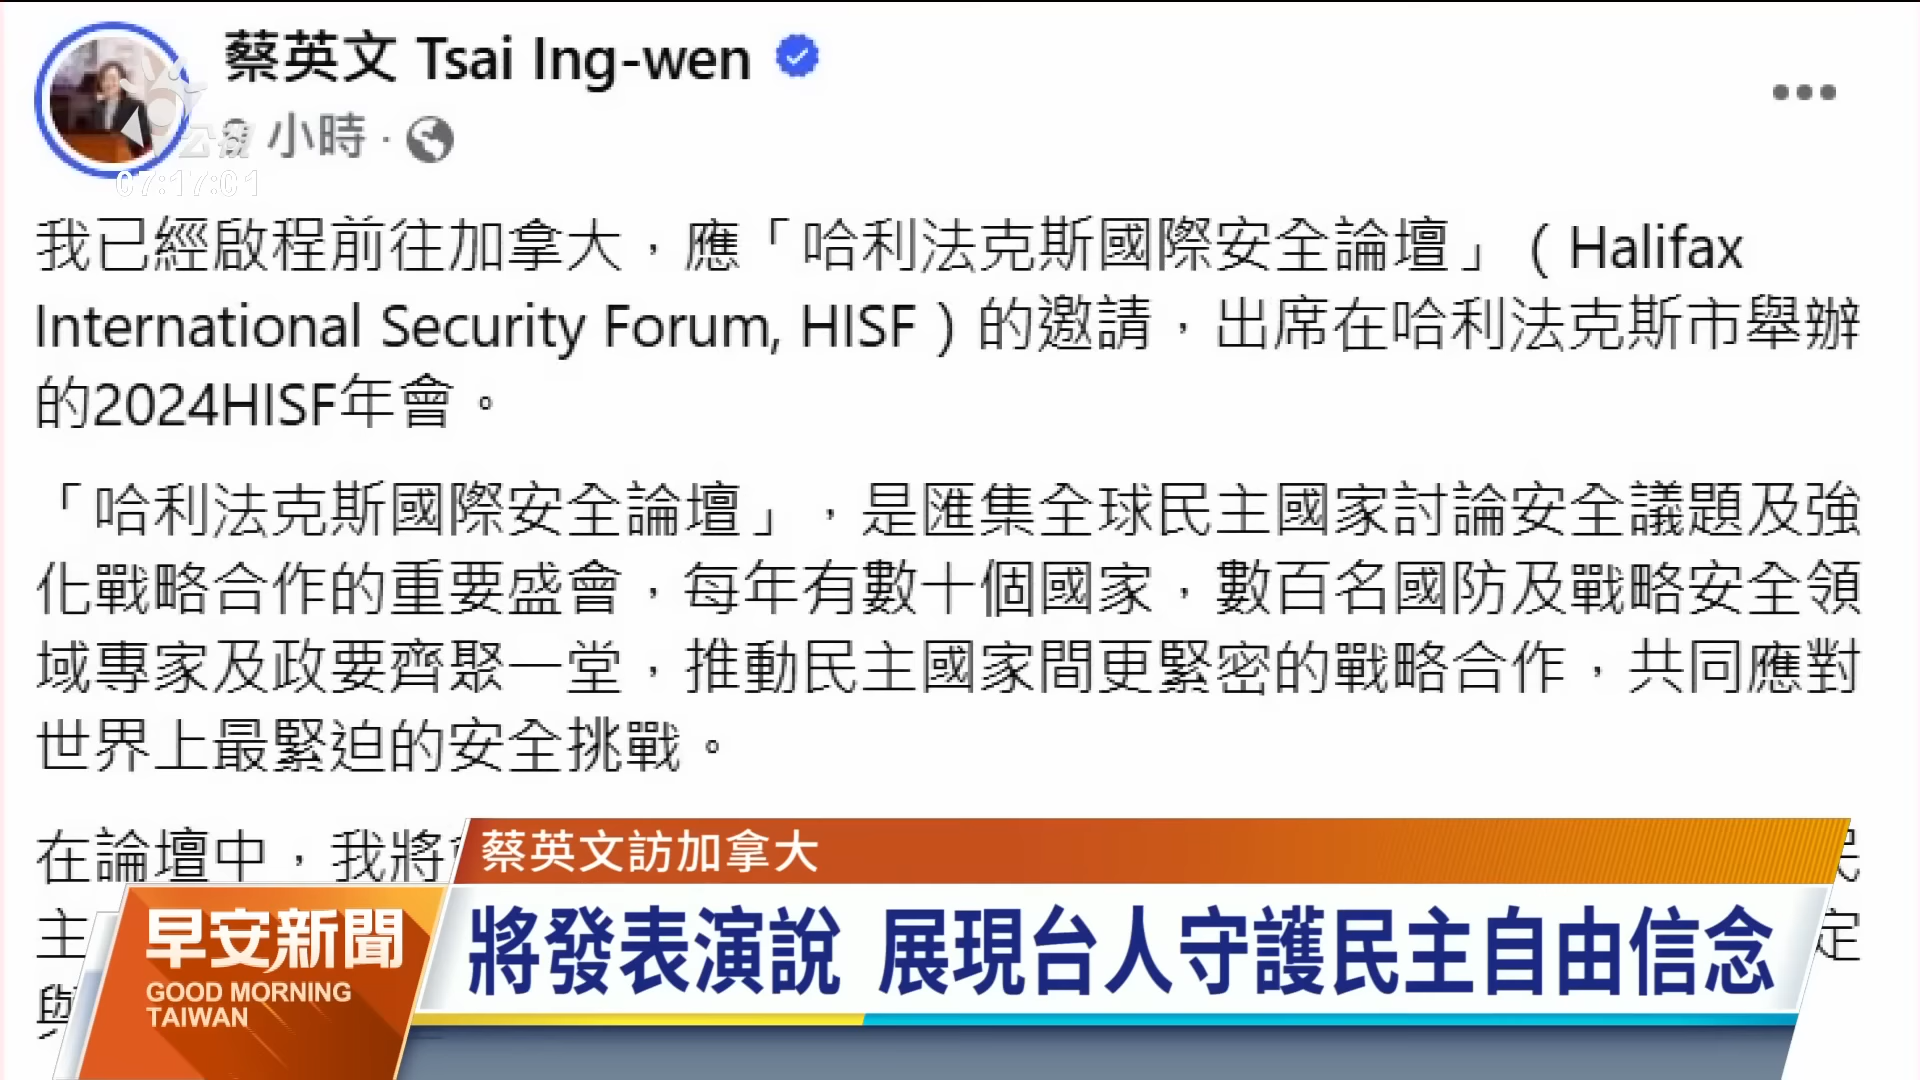 蔡英文 Tsai Ing-wen
小時 ·
公視
07:17:01
我已經啟程前往加拿大，應「哈利法克斯國際安全論壇」（Halifax
International Security Forum, HISF）的邀請，出席在哈利法克斯市舉辦
的2024HISF年會。
「哈利法克斯國際安全論壇」，是匯集全球民主國家討論安全議題及強
化戰略合作的重要盛會，每年有數十個國家，數百名國防及戰略安全領
域專家及政要齊聚一堂，推動民主國家間更緊密的戰略合作，共同應對
世界上最緊迫的安全挑戰。
在論壇中，我將
民
主
定
與
蔡英文訪加拿大
將發表演說 展現台人守護民主自由信念
早安新聞
GOOD MORNING
TAIWAN